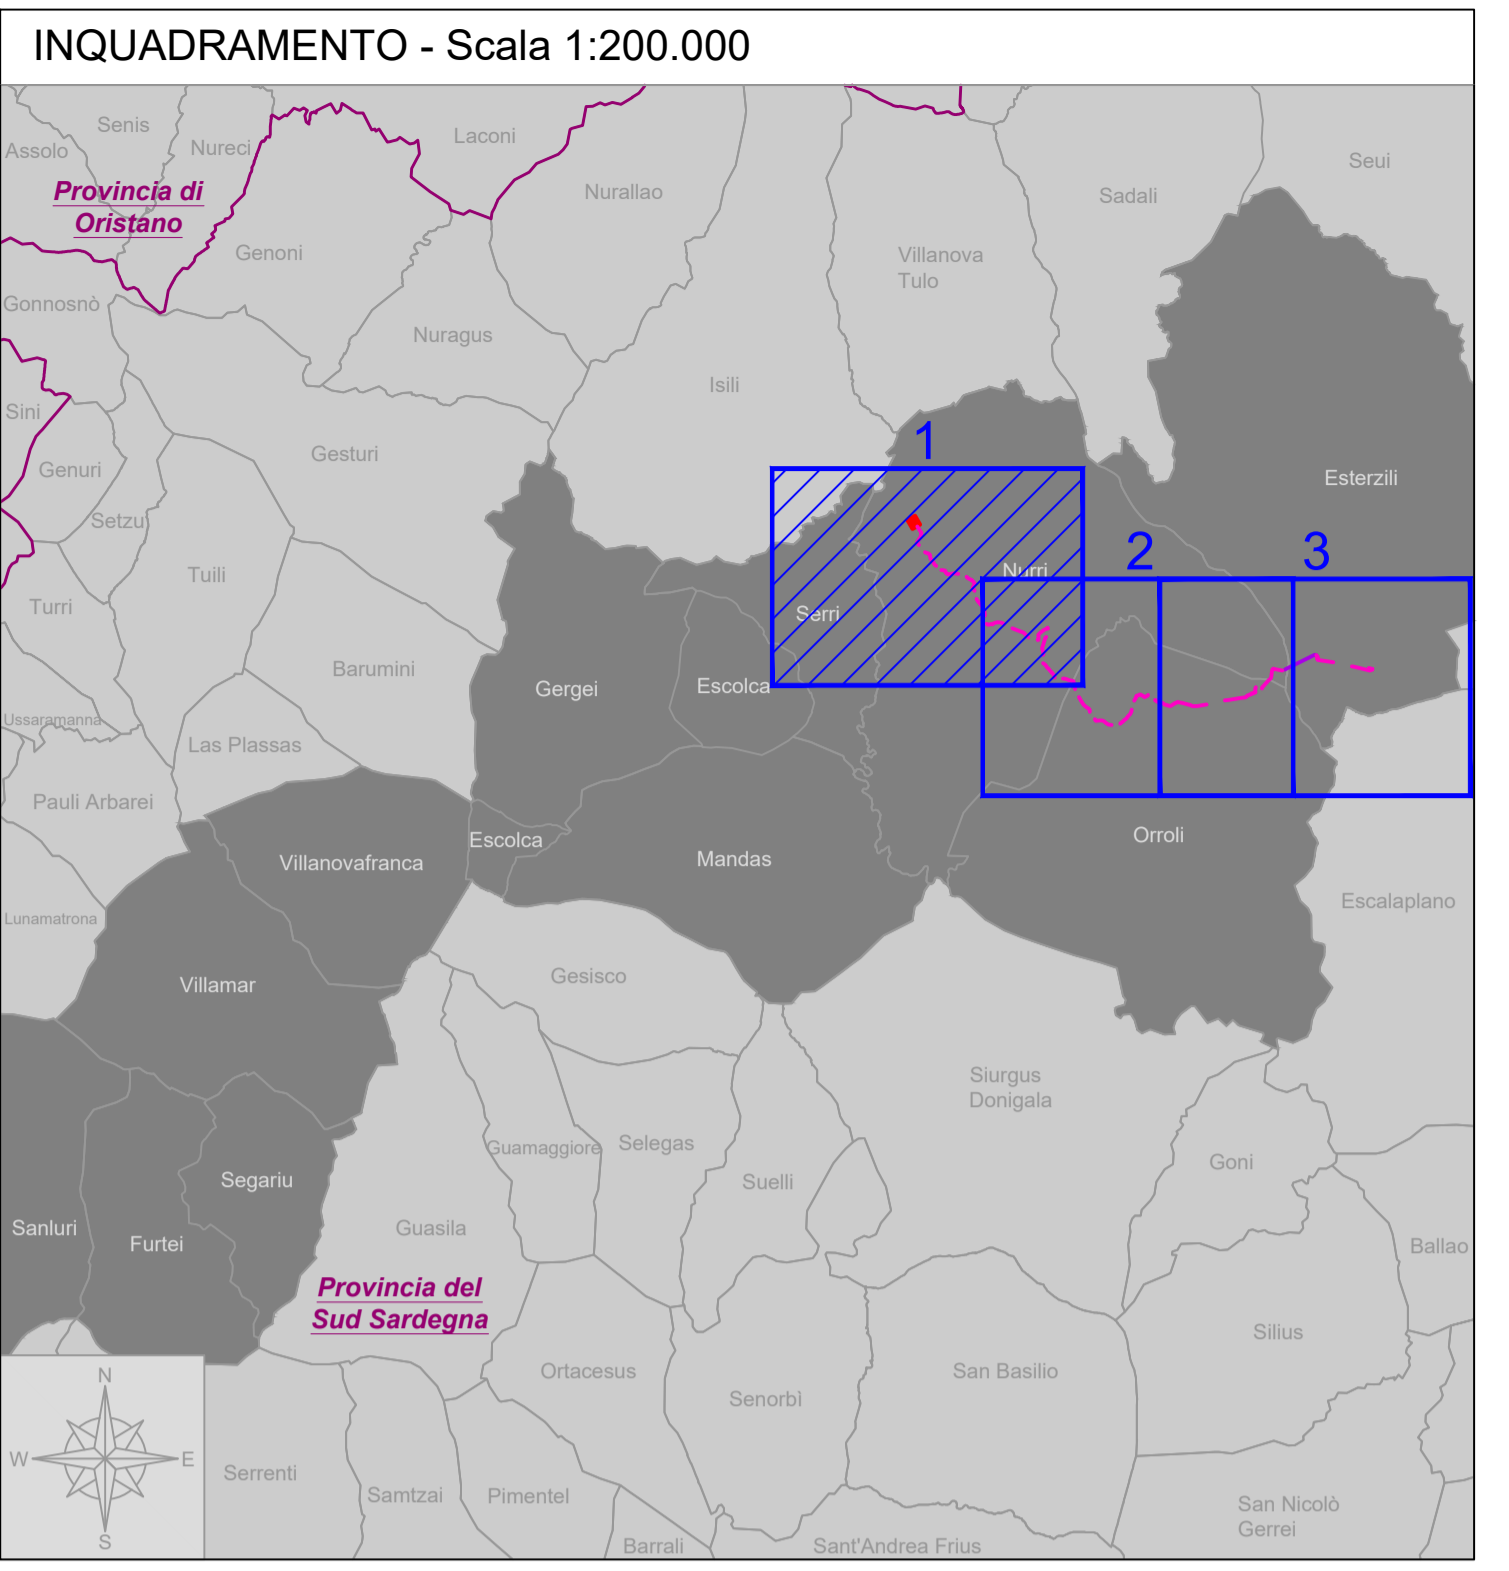 INQUADRAMENTO - Scala 1:200.000
Senis
Assolo
Nureci
Laconi
Seui
Provincia di
Oristano
Nurallao
Sadali
Genoni
Villanova
Tulo
Gonnosnò
Nuragus
Isili
Sini
Gesturi
1
Genuri
Esterzili
Setzu
2
3
Tuili
Nurri
Turri
Serri
Barumini
Gergei
Escolca
Ussaramanna
Las Plassas
Pauli Arbarei
Escolca
Orroli
Villanovafranca
Mandas
Lunamatrona
Escalaplano
Villamar
Gesisco
Siurgus
Donigala
Guamaggiore
Selegas
Goni
Segariu
Suelli
Sanluri
Furtei
Guasila
Ballao
Provincia del
Sud Sardegna
Silius
Ortacesus
San Basilio
Senorbì
N
W
E
S
Serrenti
Samtzai
Pimentel
San Nicolò
Gerrei
Barrali
Sant'Andrea Frius